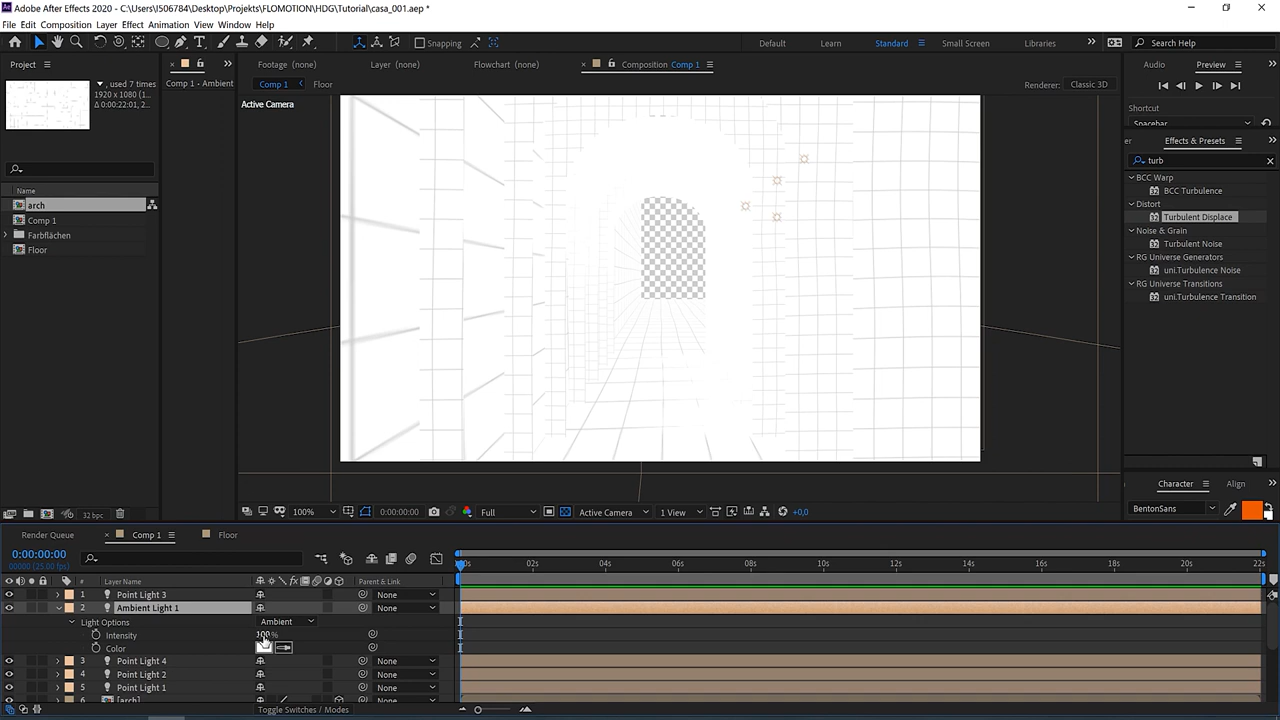 Adobe After Effects 2020 - C:\Users\I506784\Desktop\Projekts\FLOMOTION\HDG\Tutorial\casa_001.aep *
File Edit Composition Layer Effect Animation View Window Help
Snapping
Default Learn Standard Small Screen Libraries Search Help
Project
Footage (none) Layer (none) Flowchart (none) Composition Comp 1
Audio Preview
Comp 1 - Ambient
Comp 1 Floor
Renderer: Classic 3D
, used 7 times
1920 x 1080 (1...
Δ 0:00:22:01, 2...
Active Camera
Shortcut
Spacebar
Effects & Presets
turb
Name
arch
Comp 1
Farbflächen
Floor
BCC Warp
BCC Turbulence
Distort
Turbulent Displace
Noise & Grain
Turbulent Noise
RG Universe Generators
uni.Turbulence Noise
RG Universe Transitions
uni.Turbulence Transition
Character Align
BentonSans
32 bpc
100% 0:00:00:00 Full Active Camera 1 View +0,0
Render Queue Comp 1 Floor
0:00:00:00
00000 (25.00 fps)
00s 02s 04s 06s 08s 10s 12s 14s 16s 18s 20s 22s
# Layer Name Parent & Link
1 Point Light 3 None
2 Ambient Light 1 None
Light Options Ambient
Intensity 100%
Color
3 Point Light 4 None
4 Point Light 2 None
5 Point Light 1 None
6 [arch] None
Toggle Switches / Modes